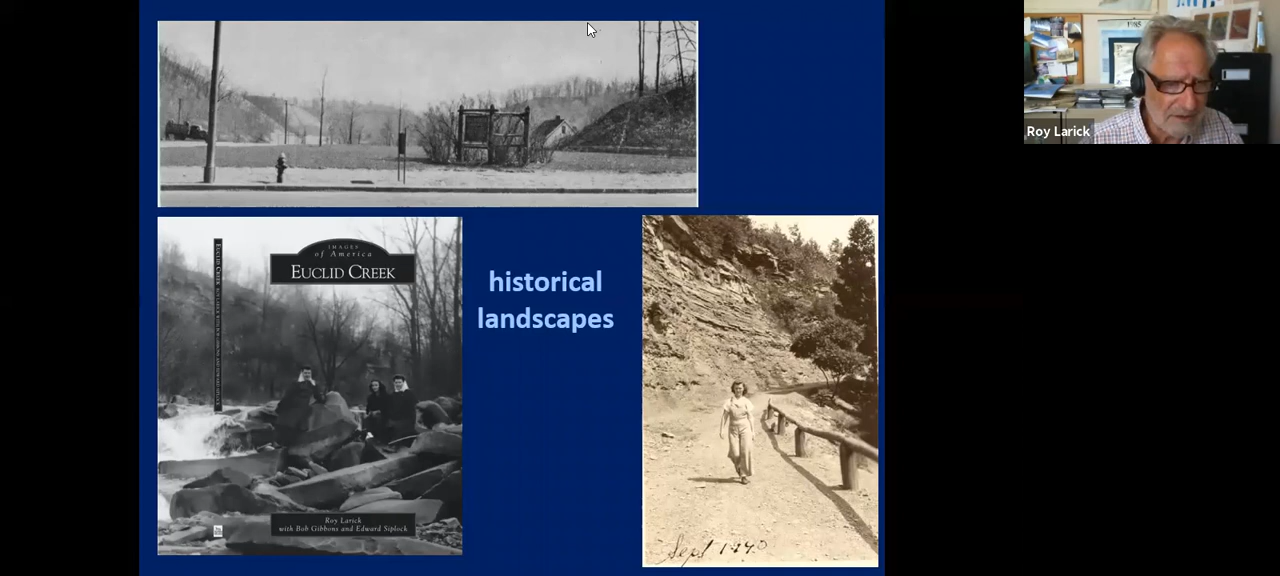 1985
Roy Larick
IMAGES
of America
EUCLID CREEK
historical
landscapes
Roy Larick
with Bob Gibbons and Edward Siplock
Sept 1940